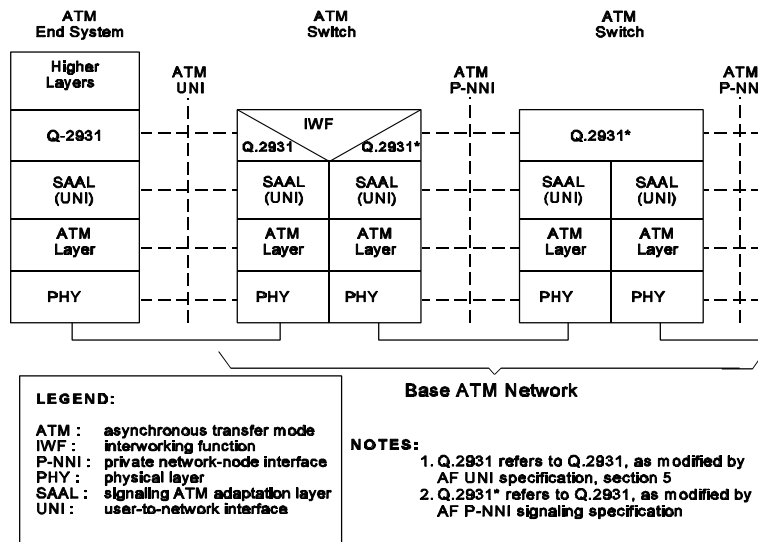 ATM
End System
ATM
Switch
ATM
Switch
Higher
Layers
ATM
UNI
ATM
P-NNI
ATM
P-NN
Q-2931
IWF
Q.2931
Q.2931*
Q.2931*
SAAL
(UNI)
SAAL
(UNI)
SAAL
(UNI)
SAAL
(UNI)
SAAL
(UNI)
ATM
Layer
ATM
Layer
ATM
Layer
ATM
Layer
ATM
Layer
PHY
PHY
PHY
PHY
PHY
Base ATM Network
LEGEND:
ATM : asynchronous transfer mode
IWF : interworking function
P-NNI : private network-node interface
PHY : physical layer
SAAL : signaling ATM adaptation layer
UNI : user-to-network interface
NOTES:
1. Q.2931 refers to Q.2931, as modified by
AF UNI specification, section 5
2. Q.2931* refers to Q.2931, as modified by
AF P-NNI signaling specification